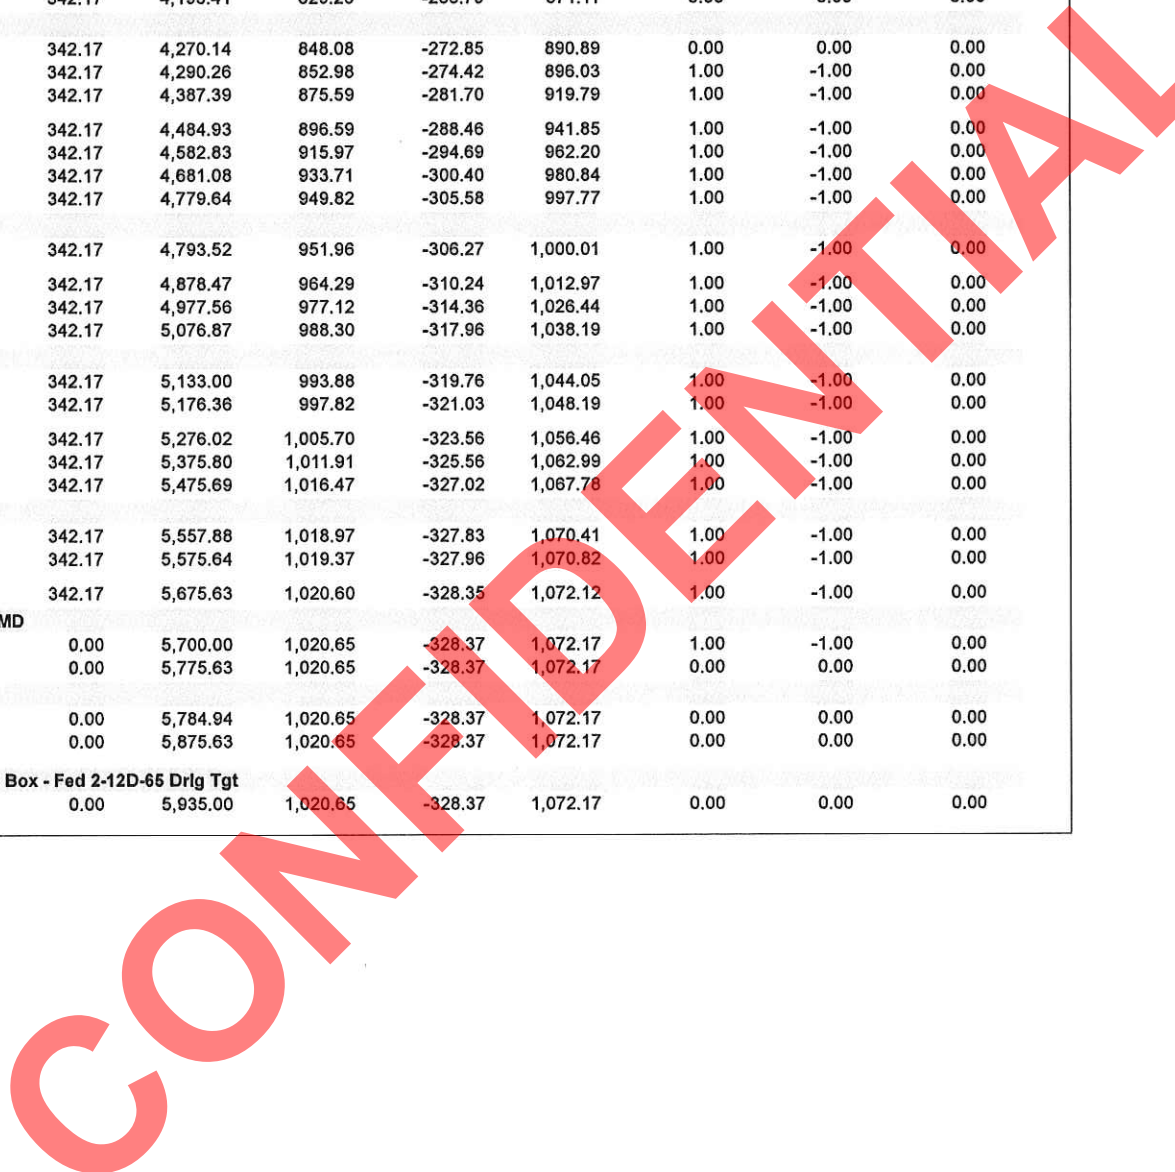 342.17 4,270.14 848.08 -272.85 890.89 0.00 0.00 0.00
342.17 4,290.26 852.98 -274.42 896.03 1.00 -1.00 0.00
342.17 4,387.39 875.59 -281.70 919.79 1.00 -1.00 0.00
342.17 4,484.93 896.59 -288.46 941.85 1.00 -1.00 0.00
342.17 4,582.83 915.97 -294.69 962.20 1.00 -1.00 0.00
342.17 4,681.08 933.71 -300.40 980.84 1.00 -1.00 0.00
342.17 4,779.64 949.82 -305.58 997.77 1.00 -1.00 0.00
342.17 4,793.52 951.96 -306.27 1,000.01 1.00 -1.00 0.00
342.17 4,878.47 964.29 -310.24 1,012.97 1.00 -1.00 0.00
342.17 4,977.56 977.12 -314.36 1,026.44 1.00 -1.00 0.00
342.17 5,076.87 988.30 -317.96 1,038.19 1.00 -1.00 0.00
342.17 5,133.00 993.88 -319.76 1,044.05 1.00 -1.00 0.00
342.17 5,176.36 997.82 -321.03 1,048.19 1.00 -1.00 0.00
342.17 5,276.02 1,005.70 -323.56 1,056.46 1.00 -1.00 0.00
342.17 5,375.80 1,011.91 -325.56 1,062.99 1.00 -1.00 0.00
342.17 5,475.69 1,016.47 -327.02 1,067.78 1.00 -1.00 0.00
342.17 5,557.88 1,018.97 -327.83 1,070.41 1.00 -1.00 0.00
342.17 5,575.64 1,019.37 -327.96 1,070.82 1.00 -1.00 0.00
342.17 5,675.63 1,020.60 -328.35 1,072.12 1.00 -1.00 0.00
MD
0.00 5,700.00 1,020.65 -328.37 1,072.17 1.00 -1.00 0.00
0.00 5,775.63 1,020.65 -328.37 1,072.17 0.00 0.00 0.00
0.00 5,784.94 1,020.65 -328.37 1,072.17 0.00 0.00 0.00
0.00 5,875.63 1,020.65 -328.37 1,072.17 0.00 0.00 0.00
Box - Fed 2-12D-65 Drlg Tgt
0.00 5,935.00 1,020.65 -328.37 1,072.17 0.00 0.00 0.00
CONFIDENTIAL